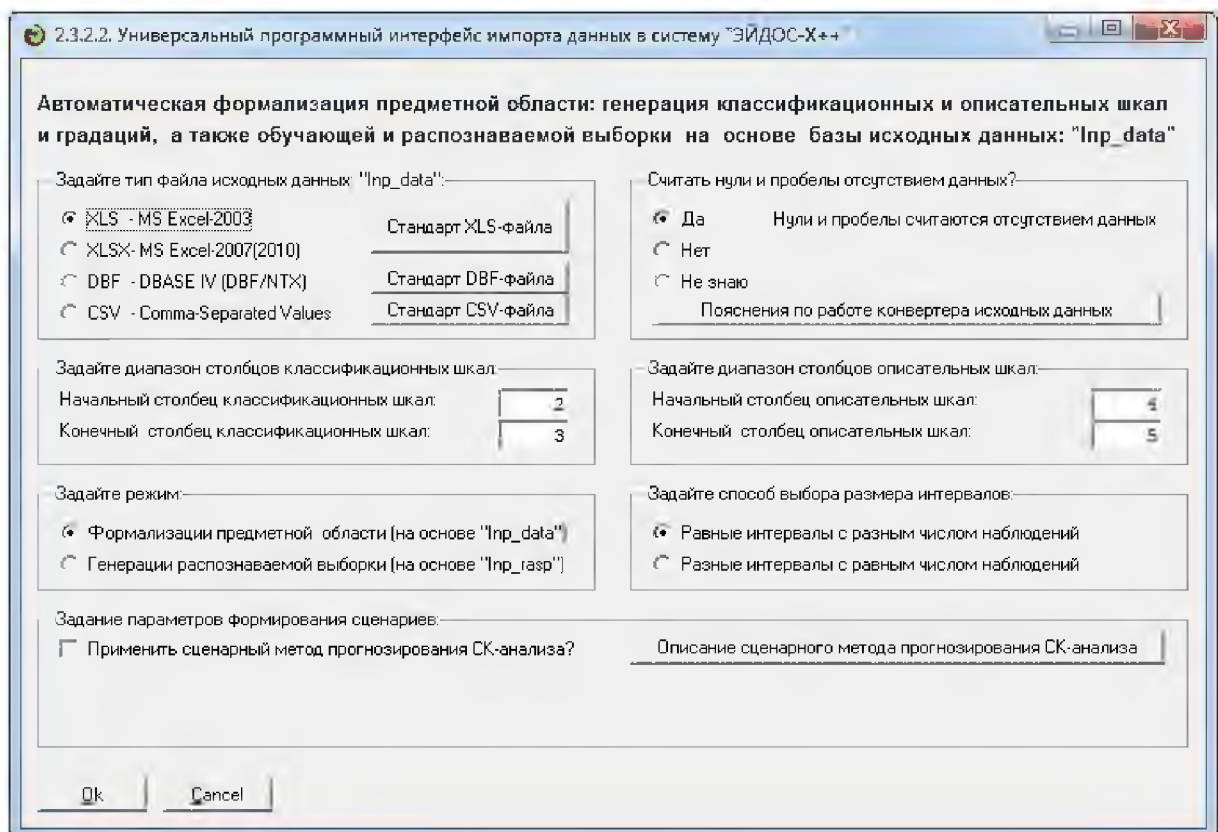 2.3.2.2. Универсальный программный интерфейс импорта данных в систему "ЭЙДОС-X++"
Автоматическая формализация предметной области: генерация классификационных и описательных шкал
и градаций, а также обучающей и распознаваемой выборки на основе базы исходных данных: "Inp_data"
Задайте тип файла исходных данных: "Inp_data":
XLS - MS Excel-2003
Стандарт XLS-файла
XLSX- MS Excel-2007(2010)
DBF - DBASE IV (DBF/NTX)
Стандарт DBF-файла
CSV - Comma-Separated Values
Стандарт CSV-файла
Считать нули и пробелы отсутствием данных?
Да
Нули и пробелы считаются отсутствием данных
Нет
Не знаю
Пояснения по работе конвертера исходных данных
Задайте диапазон столбцов классификационных шкал:
Начальный столбец классификационных шкал: 2
Конечный столбец классификационных шкал: 3
Задайте диапазон столбцов описательных шкал:
Начальный столбец описательных шкал: 4
Конечный столбец описательных шкал: 5
Задайте режим:
Формализации предметной области (на основе "Inp_data")
Генерации распознаваемой выборки (на основе "Inp_rasp")
Задайте способ выбора размера интервалов:
Равные интервалы с разным числом наблюдений
Разные интервалы с равным числом наблюдений
Задание параметров формирования сценариев:
Применить сценарный метод прогнозирования СК-анализа?
Описание сценарного метода прогнозирования СК-анализа
Ok
Cancel